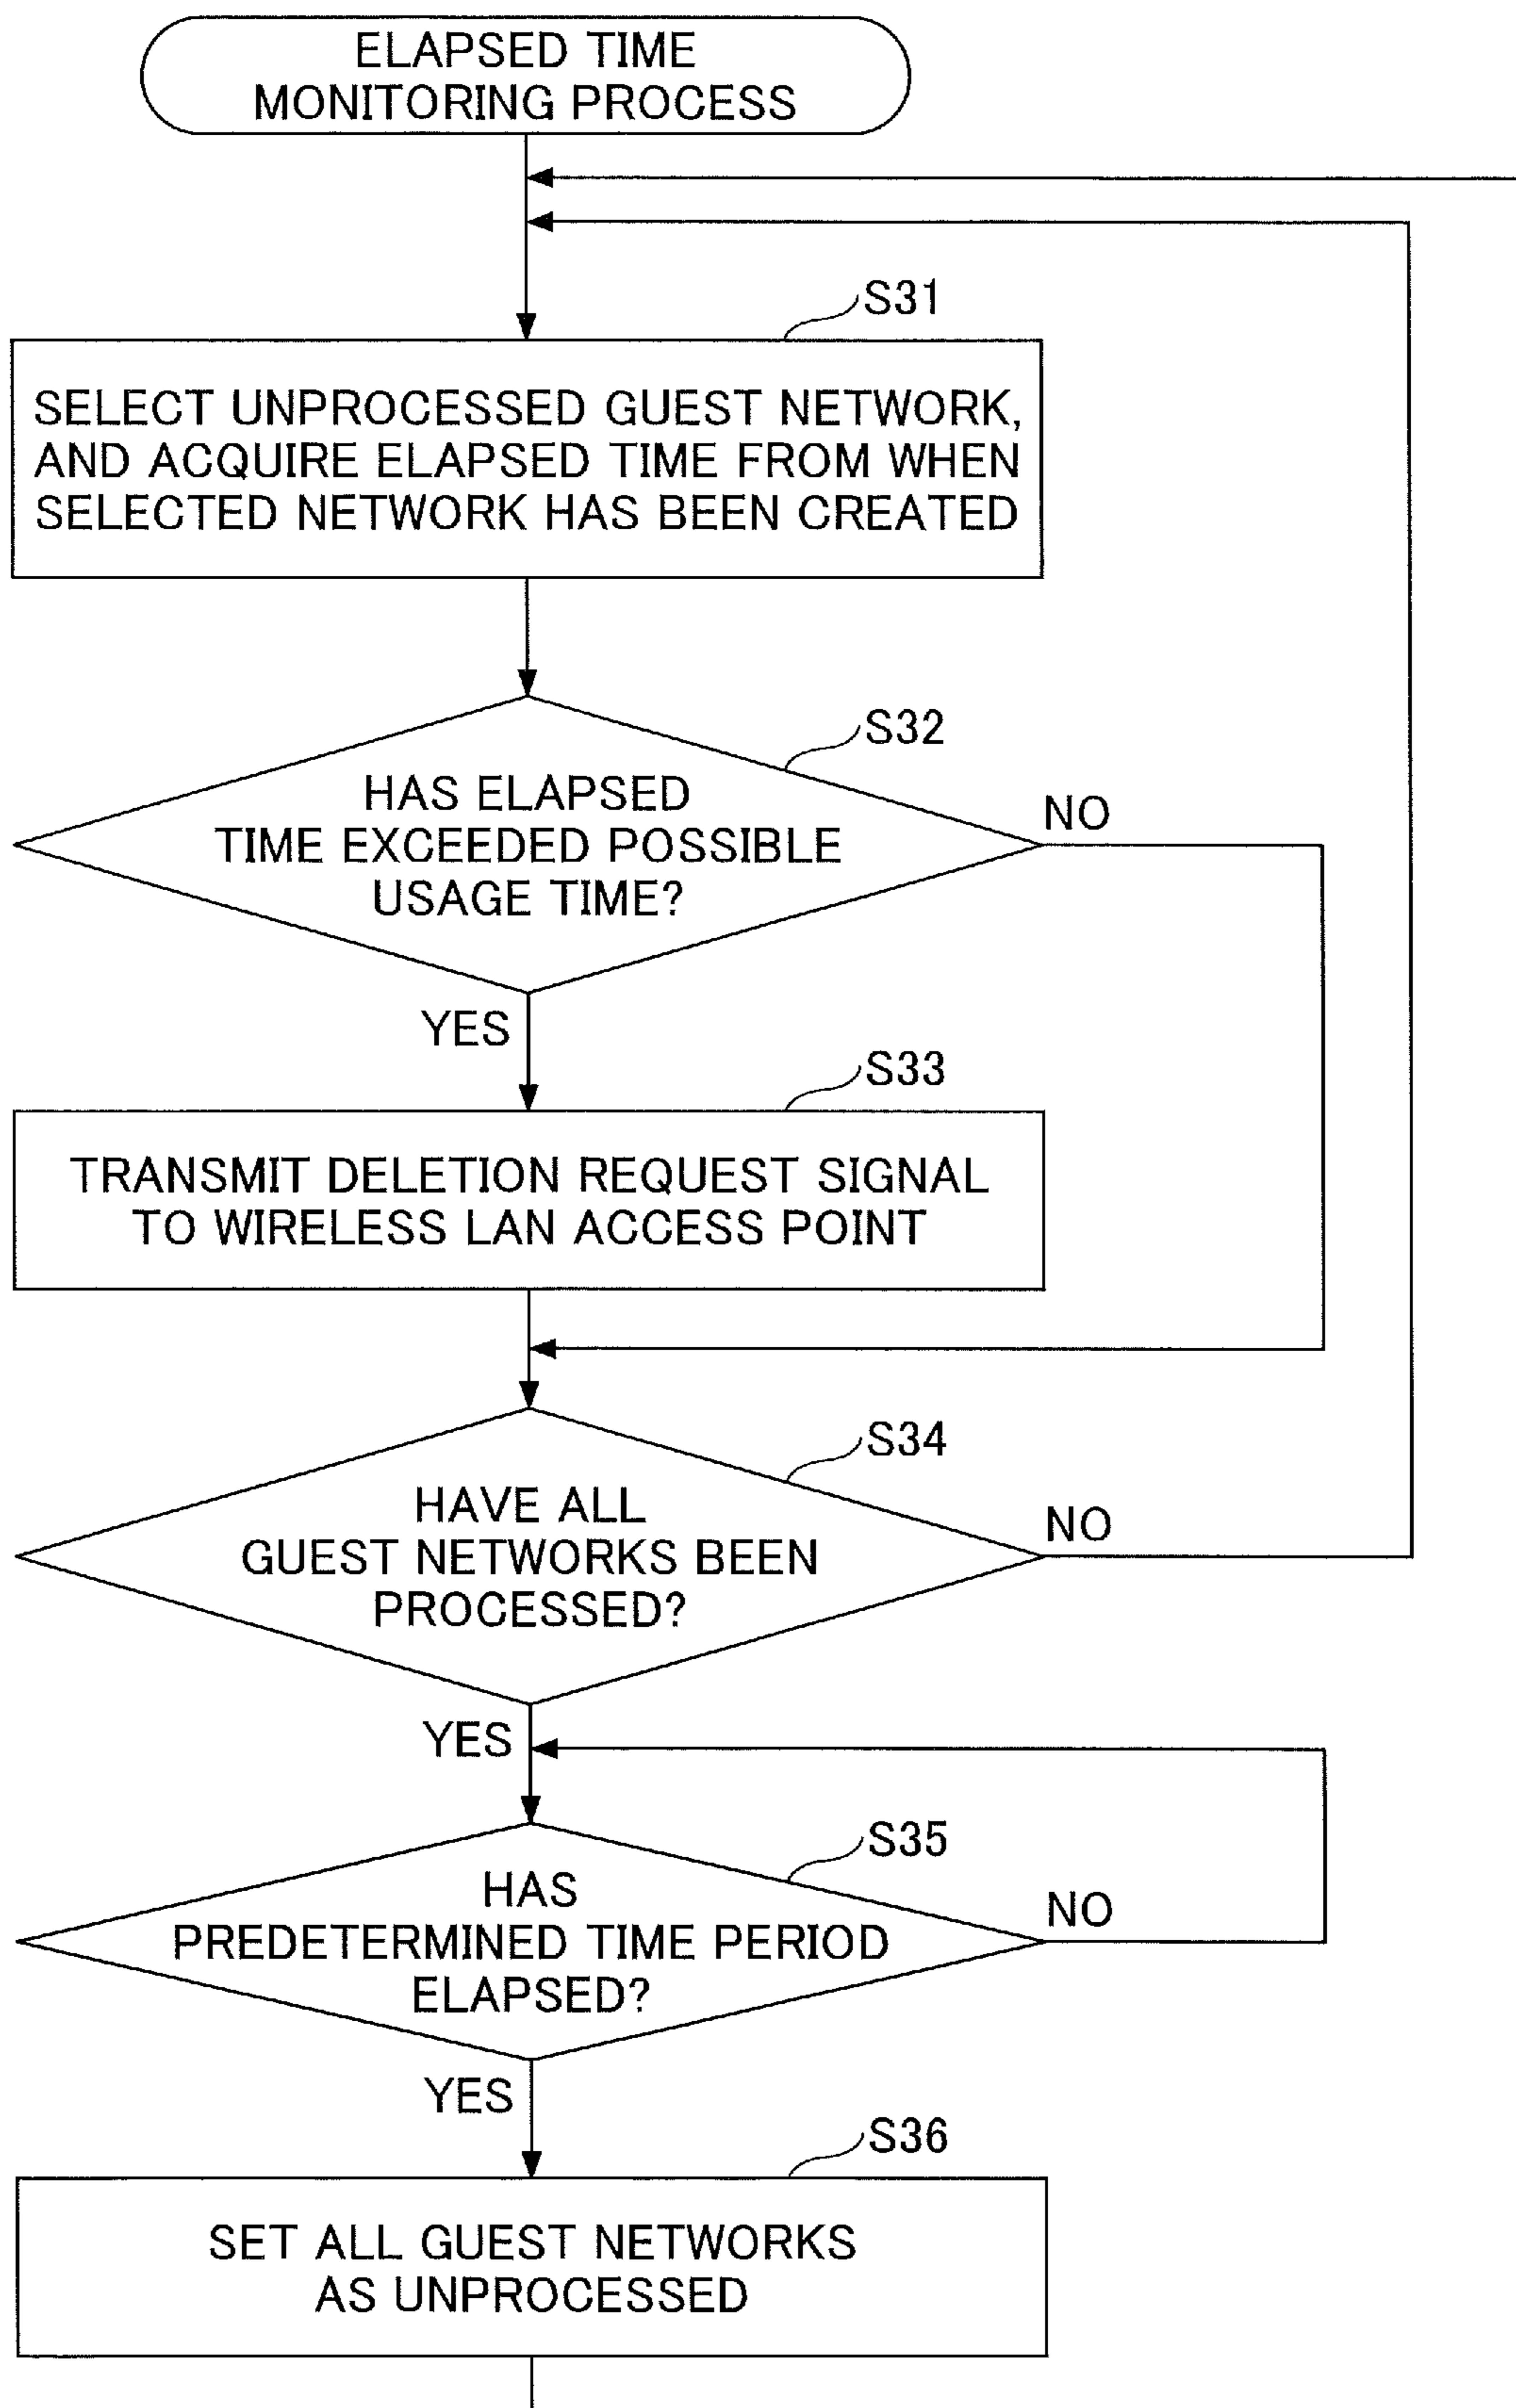 ELAPSED TIME
MONITORING PROCESS
S31
SELECT UNPROCESSED GUEST NETWORK,
AND ACQUIRE ELAPSED TIME FROM WHEN
SELECTED NETWORK HAS BEEN CREATED
S32
HAS ELAPSED
TIME EXCEEDED POSSIBLE
USAGE TIME?
NO
YES
S33
TRANSMIT DELETION REQUEST SIGNAL
TO WIRELESS LAN ACCESS POINT
S34
HAVE ALL
GUEST NETWORKS BEEN
PROCESSED?
NO
YES
S35
HAS
PREDETERMINED TIME PERIOD
ELAPSED?
NO
YES
S36
SET ALL GUEST NETWORKS
AS UNPROCESSED